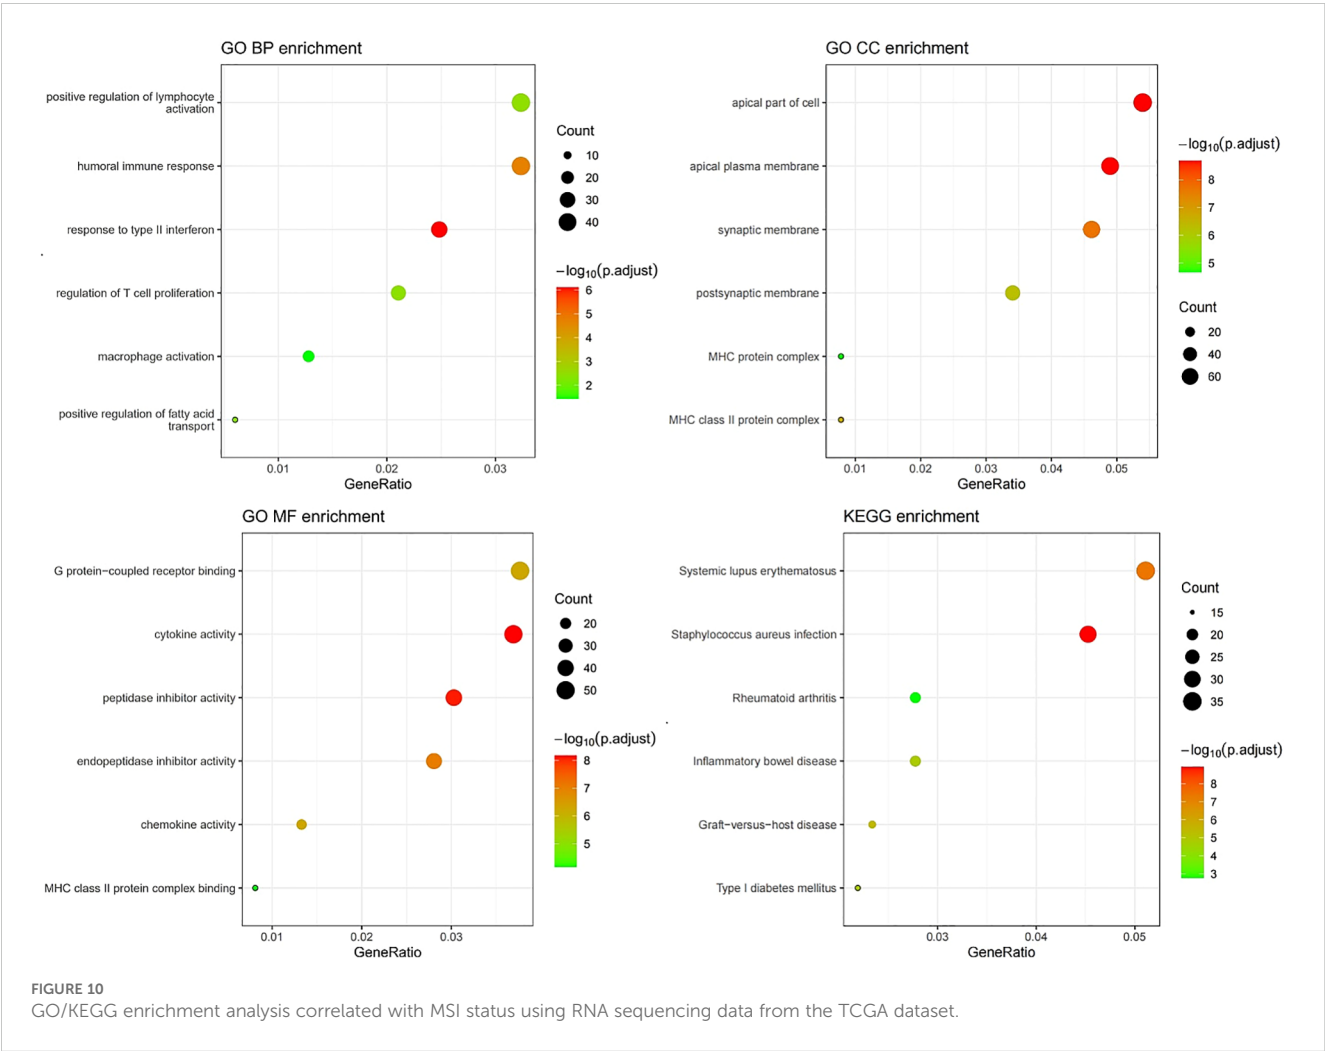 GO BP enrichment
positive regulation of lymphocyte
activation
humoral immune response
response to type II interferon
regulation of T cell proliferation
macrophage activation
positive regulation of fatty acid
transport
0.01 0.02 0.03
GeneRatio
Count
10
20
30
40
−log10(p.adjust)
6
5
4
3
2
GO CC enrichment
apical part of cell
apical plasma membrane
synaptic membrane
postsynaptic membrane
MHC protein complex
MHC class II protein complex
0.01 0.02 0.03 0.04 0.05
GeneRatio
−log10(p.adjust)
8
7
6
5
Count
20
40
60
GO MF enrichment
G protein−coupled receptor binding
cytokine activity
peptidase inhibitor activity
endopeptidase inhibitor activity
chemokine activity
MHC class II protein complex binding
0.01 0.02 0.03
GeneRatio
Count
20
30
40
50
−log10(p.adjust)
8
7
6
5
KEGG enrichment
Systemic lupus erythematosus
Staphylococcus aureus infection
Rheumatoid arthritis
Inflammatory bowel disease
Graft−versus−host disease
Type I diabetes mellitus
0.03 0.04 0.05
GeneRatio
Count
15
20
25
30
35
−log10(p.adjust)
8
7
6
5
4
3
FIGURE 10
GO/KEGG enrichment analysis correlated with MSI status using RNA sequencing data from the TCGA dataset.